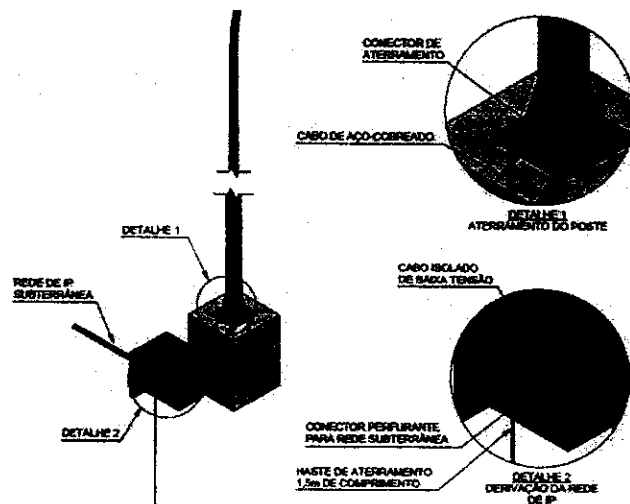 CONECTOR DE
ATERRAMENTO
CABO DE AÇO-COBREADO
DETALHE 1
ATERRAMENTO DO POSTE
DETALHE 1
REDE DE IP
SUBTERRÂNEA
CABO ISOLADO
DE BAIXA TENSÃO
DETALHE 2
CONECTOR PERFURANTE
PARA REDE SUBTERRÂNEA
HASTE DE ATERRAMENTO
1,5m DE COMPRIMENTO
DETALHE 2
DERIVAÇÃO DA REDE
DE IP